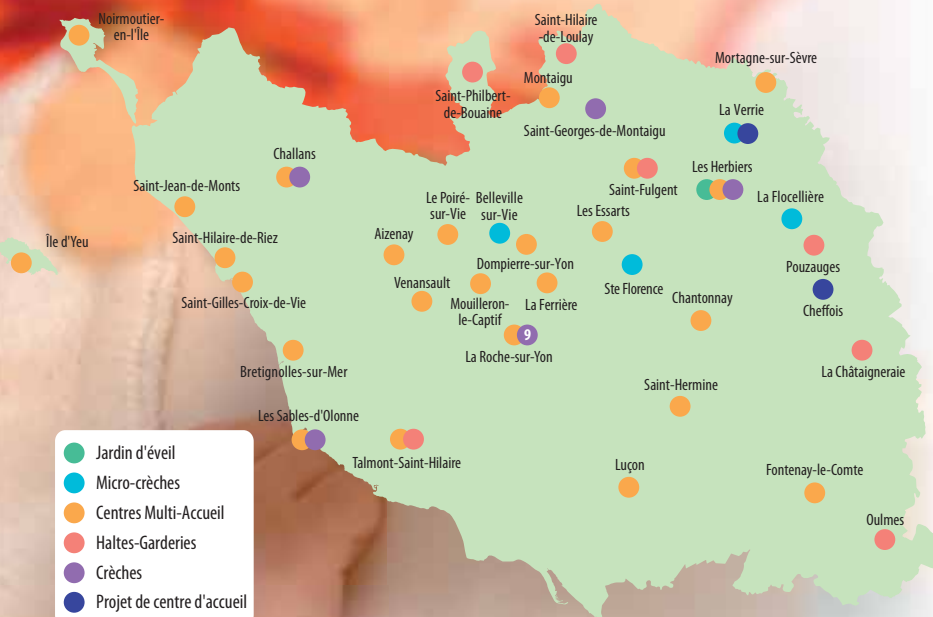 Noirmoutier-
en-l'Île
Saint-Hilaire
-de-Loulay
Mortagne-sur-Sèvre
Montaigu
Saint-Philbert-
de-Bouaine
La Verrie
Saint-Georges-de-Montaigu
Challans
Les Herbiers
Saint-Jean-de-Monts
Saint-Fulgent
La Flocellière
Le Poiré-
sur-Vie
Belleville
sur-Vie
Les Essarts
Île d'Yeu
Saint-Hilaire-de-Riez
Aizenay
Dompierre-sur-Yon
Pouzauges
Venansault
Ste Florence
Saint-Gilles-Croix-de-Vie
Mouilleron-
le-Captif
La Ferrière
Chantonnay
Cheffois
9
La Roche-sur-Yon
Bretignolles-sur-Mer
La Châtaigneraie
Saint-Hermine
Les Sables-d'Olonne
Talmont-Saint-Hilaire
Luçon
Fontenay-le-Comte
Oulmes
Jardin d'éveil
Micro-crèches
Centres Multi-Accueil
Haltes-Garderies
Crèches
Projet de centre d'accueil